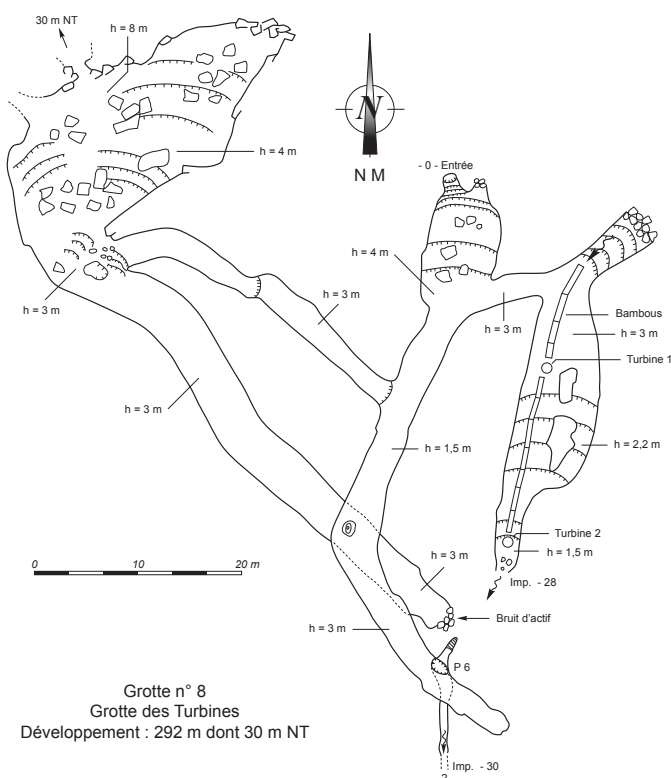 30 m NT
h = 8 m
N
N M
- 0 - Entrée
h = 4 m
h = 4 m
h = 3 m
h = 3 m
h = 3 m
Bambous
h = 3 m
Turbine 1
h = 3 m
h = 1,5 m
h = 2,2 m
Turbine 2
h = 1,5 m
h = 3 m
Imp. - 28
0 10 20 m
Bruit d'actif
h = 3 m
P 6
Grotte n° 8
Grotte des Turbines
Développement : 292 m dont 30 m NT
Imp. - 30
?